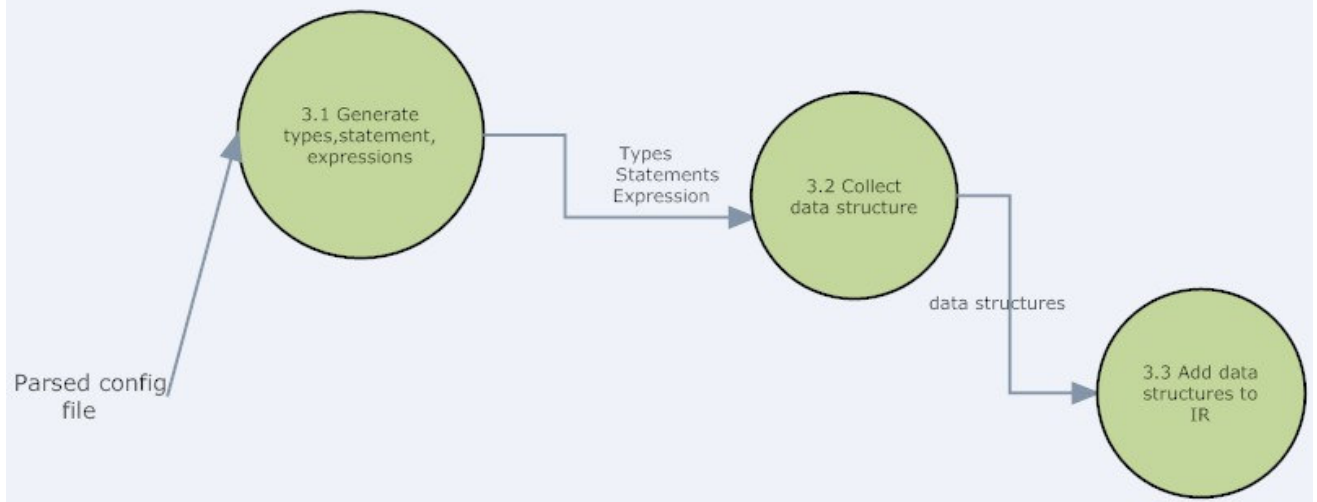 3.1 Generate
types,statement,
expressions
Types
Statements
Expression
3.2 Collect
data structure
data structures
3.3 Add data
structures to
IR
Parsed config
file